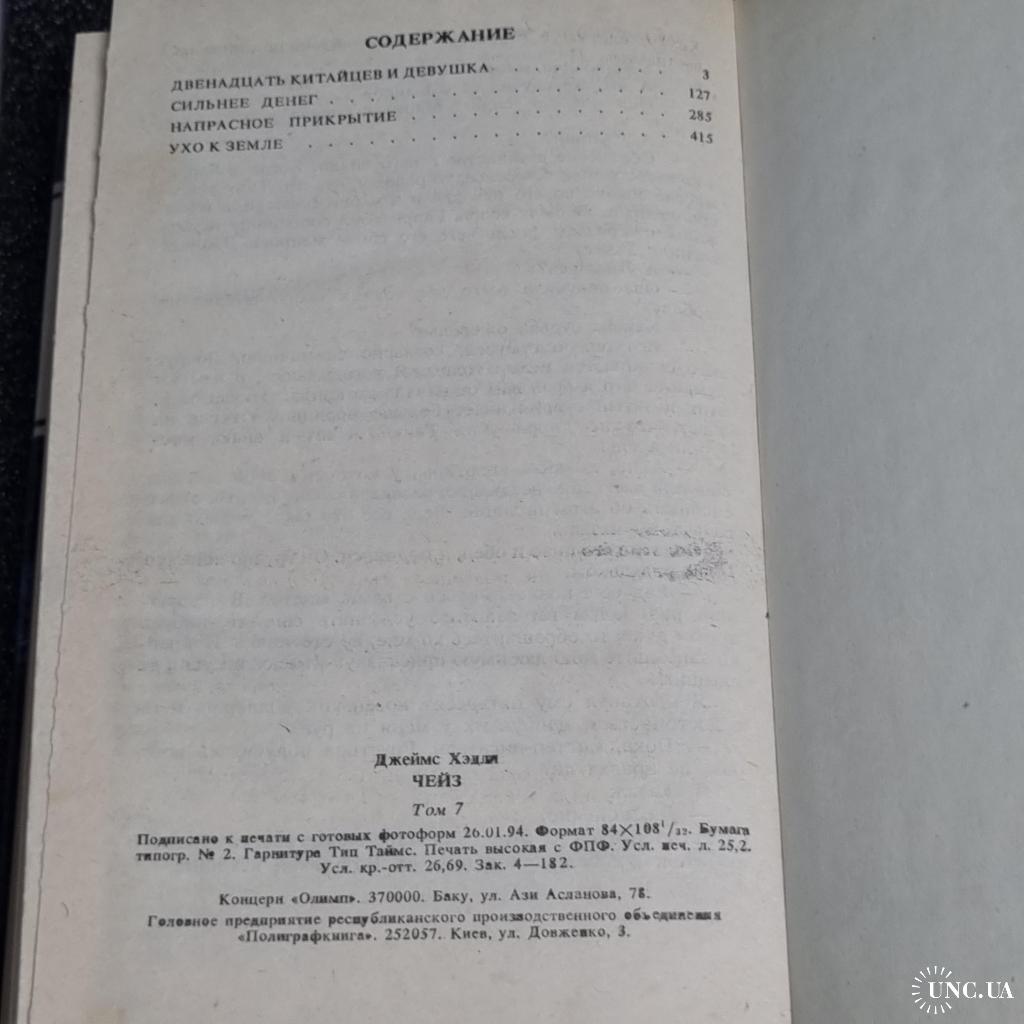 СОДЕРЖАНИЕ
ДВЕНАДЦАТЬ КИТАЙЦЕВ И ДЕВУШКА . . . . . . . . 3
СИЛЬНЕЕ ДЕНЕГ . . . . . . . . . . . . . . . . . 127
НАПРАСНОЕ ПРИКРЫТИЕ . . . . . . . . . . . . . 285
УХО К ЗЕМЛЕ . . . . . . . . . . . . . . . . . . 415
Джеймс Хэдли
ЧЕЙЗ
Том 7
Подписано к печати с готовых фотоформ 26.01.94. Формат 84×108¹/₃₂. Бумага
типогр. № 2. Гарнитура Тип Таймс. Печать высокая с ФПФ. Усл. печ. л. 25,2.
Усл. кр.-отт. 26,69. Зак. 4—182.
Концерн «Олимп». 370000. Баку, ул. Ази Асланова, 78.
Головное предприятие республиканского производственного объединения
«Полиграфкнига». 252057. Киев, ул. Довженко, 3.
UNC.UA